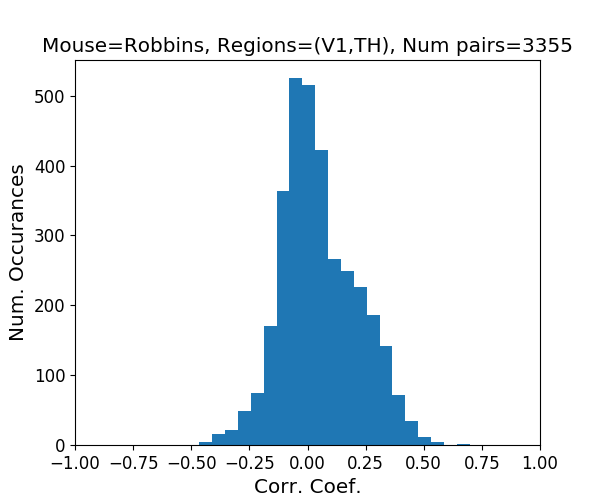 Mouse=Robbins, Regions=(V1,TH), Num pairs=3355
500
400
300
200
100
0
Num. Occurances
−1.00 −0.75 −0.50 −0.25 0.00 0.25 0.50 0.75 1.00
Corr. Coef.